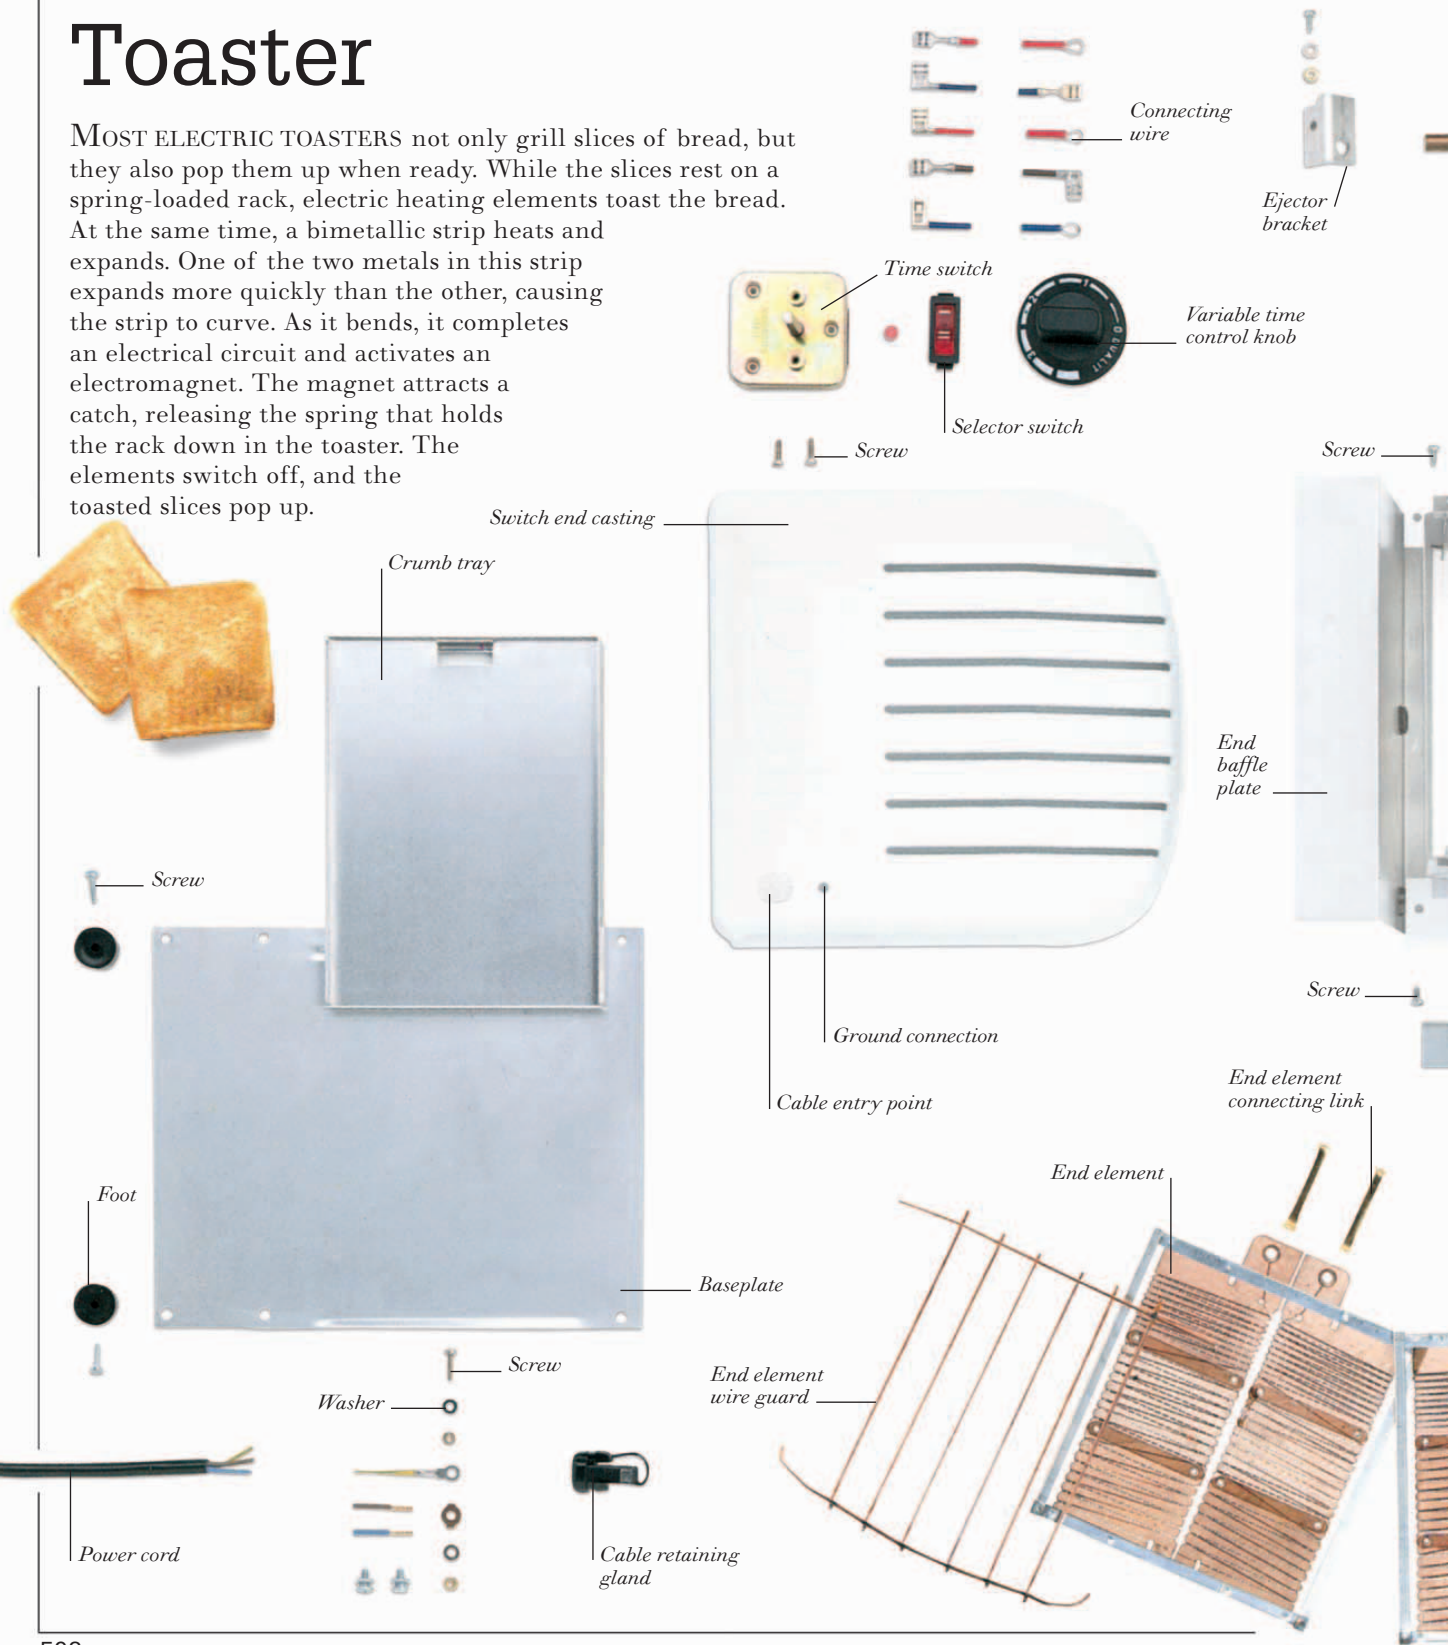 Toaster
MOST ELECTRIC TOASTERS not only grill slices of bread, but
they also pop them up when ready. While the slices rest on a
spring-loaded rack, electric heating elements toast the bread.
At the same time, a bimetallic strip heats and
expands. One of the two metals in this strip
expands more quickly than the other, causing
the strip to curve. As it bends, it completes
an electrical circuit and activates an
electromagnet. The magnet attracts a
catch, releasing the spring that holds
the rack down in the toaster. The
elements switch off, and the
toasted slices pop up.
Connecting
wire
Ejector
bracket
Time switch
Variable time
control knob
1
2
3
DUALIT
Selector switch
Screw
Screw
Switch end casting
Crumb tray
End
baffle
plate
Screw
Screw
Ground connection
Cable entry point
End element
connecting link
End element
Foot
Baseplate
Screw
Washer
End element
wire guard
Power cord
Cable retaining
gland